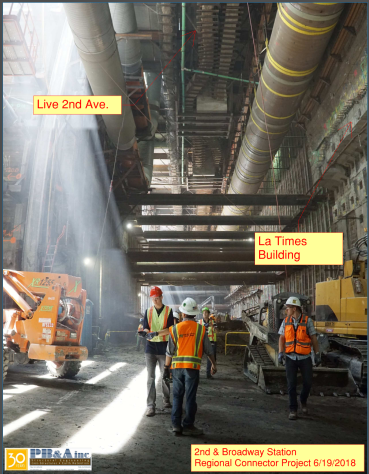 Live 2nd Ave.
La Times
Building
30
PB&A inc
2nd & Broadway Station
Regional Connector Project 6/19/2018